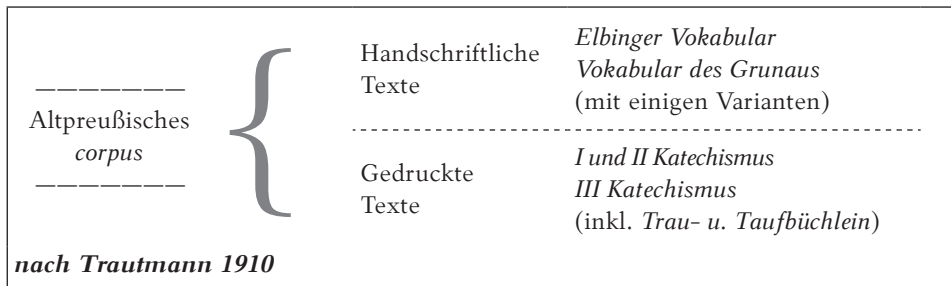 Altpreußisches
corpus
Handschriftliche
Texte
Elbinger Vokabular
Vokabular des Grunaus
(mit einigen Varianten)
Gedruckte
Texte
I und II Katechismus
III Katechismus
(inkl. Trau- u. Taufbüchlein)
nach Trautmann 1910